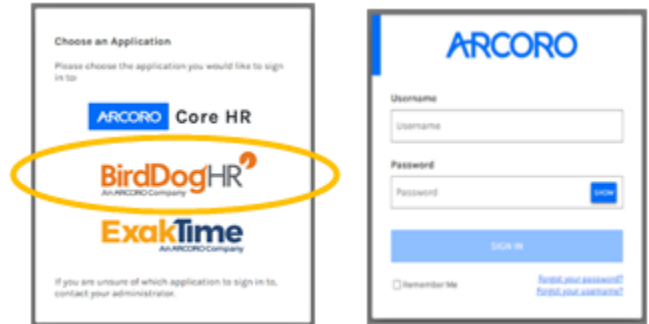 Choose an Application
Please choose the application you would like to sign
in to:
ARCORO Core HR
BirdDogHR
An ARCORO Company
ExakTime
An ARCORO Company
If you are unsure of which application to sign in to,
contact your administrator.
ARCORO
Username
Username
Password
Password
SHOW
SIGN IN
Remember Me
Forgot your password?
Forgot your username?